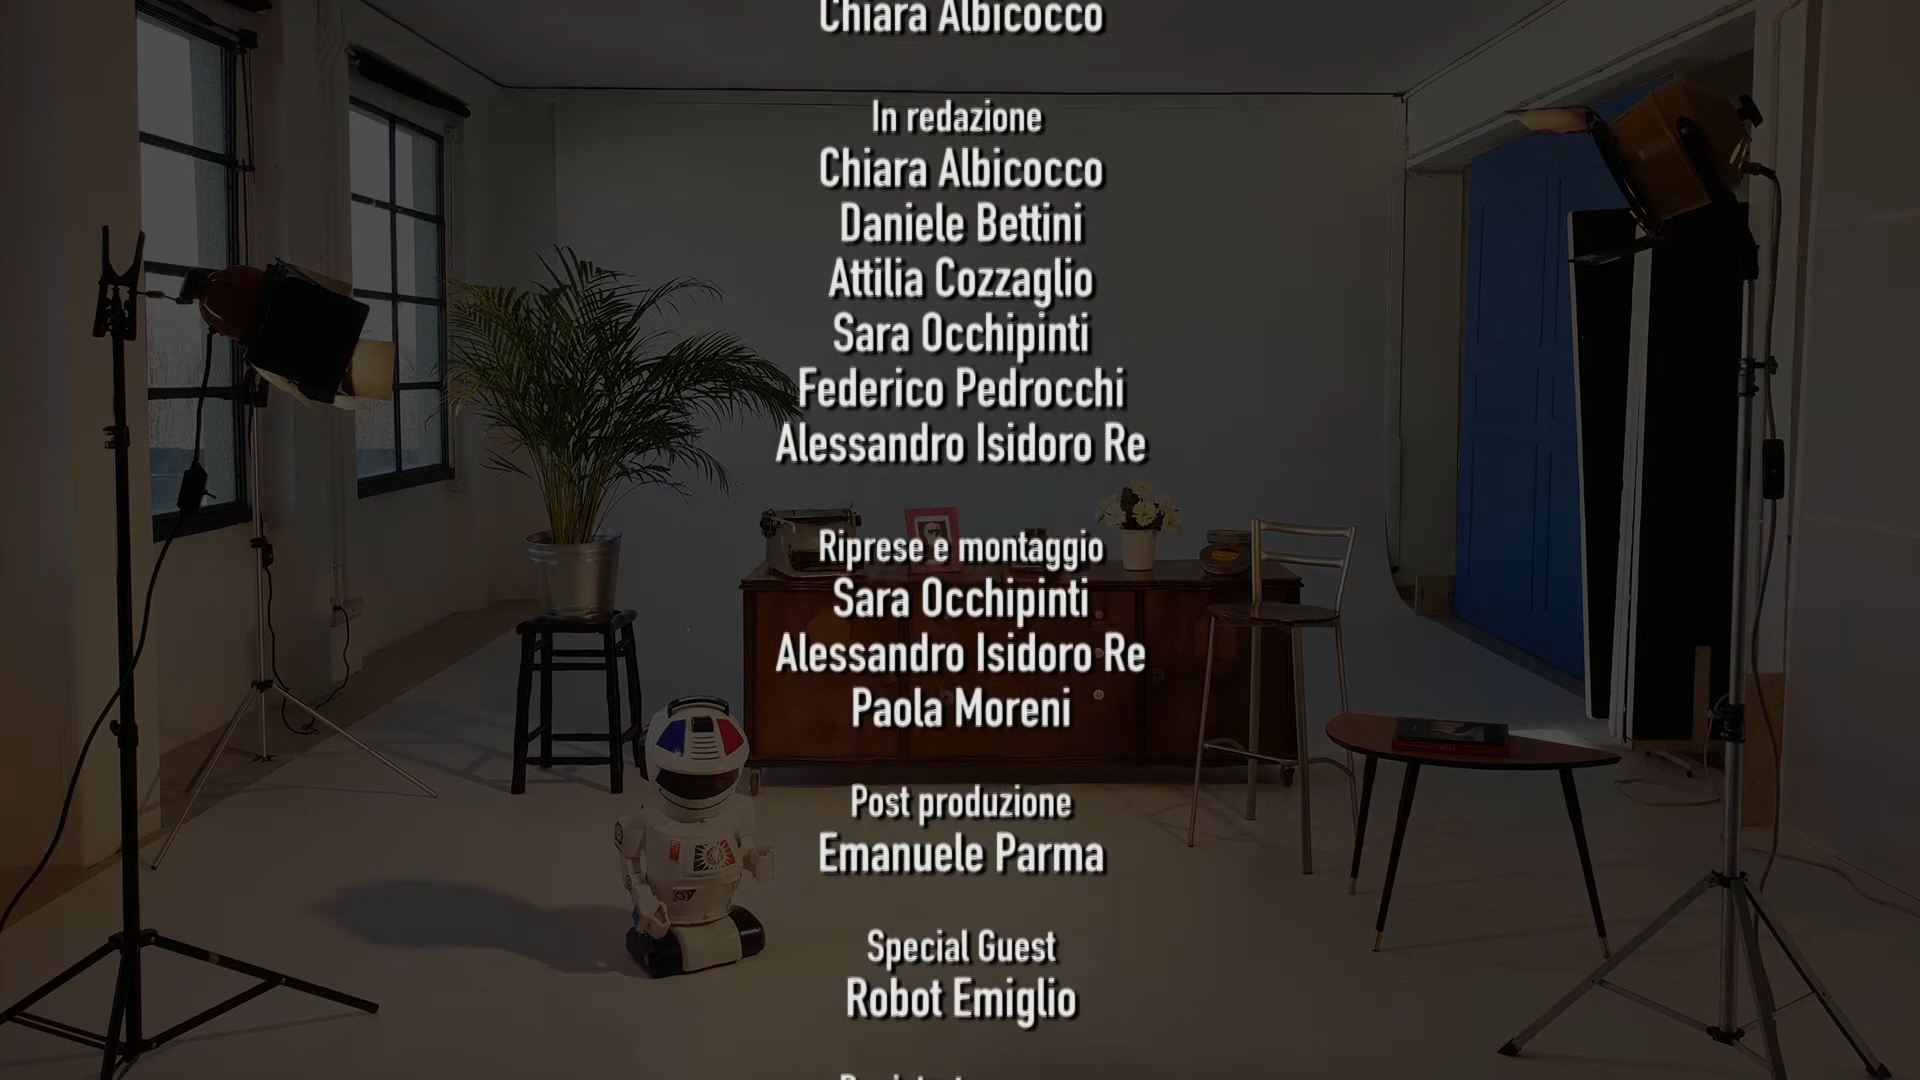 Chiara Albicocco
In redazione
Chiara Albicocco
Daniele Bettini
Attilia Cozzaglio
Sara Occhipinti
Federico Pedrocchi
Alessandro Isidoro Re
Riprese e montaggio
Sara Occhipinti
Alessandro Isidoro Re
Paola Moreni
Post produzione
Emanuele Parma
Special Guest
Robot Emiglio